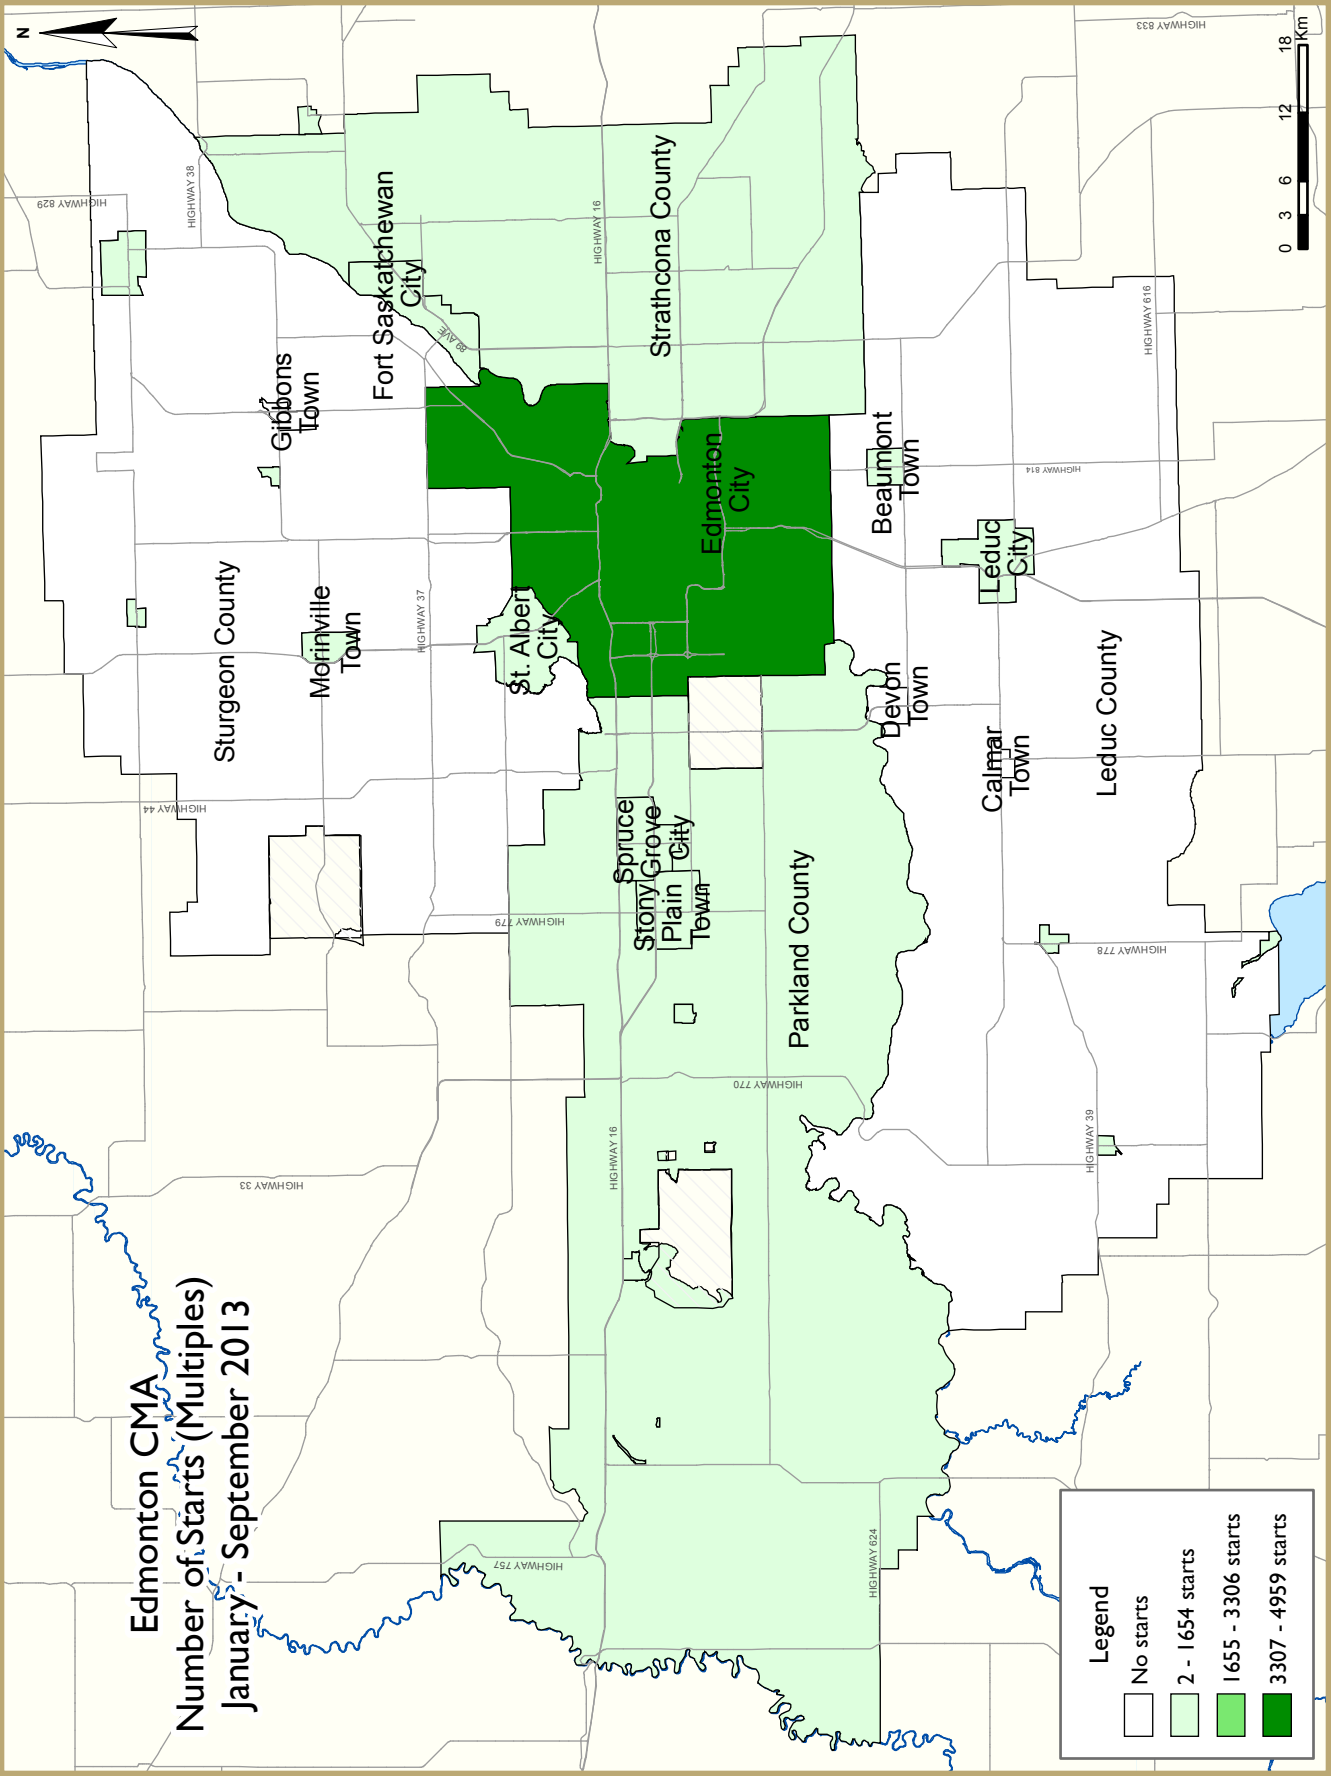 Edmonton CMA
Number of Starts (Multiples)
January - September 2013
N
HIGHWAY 829
HIGHWAY 38
HIGHWAY 833
HIGHWAY 16
Fort Saskatchewan
City
89 AVE
Strathcona County
Gibbons
Town
Sturgeon County
Morinville
Town
HIGHWAY 37
St. Albert
City
Edmonton
City
Beaumont
Town
HIGHWAY 814
HIGHWAY 616
Leduc
City
Devon
Town
Calmar
Town
Leduc County
HIGHWAY 44
HIGHWAY 779
Spruce
Grove
City
Stony
Plain
Town
Parkland County
HIGHWAY 770
HIGHWAY 778
HIGHWAY 39
HIGHWAY 16
HIGHWAY 33
HIGHWAY 757
HIGHWAY 624
0 3 6 12 18
Km
Legend
No starts
2 - 1654 starts
1655 - 3306 starts
3307 - 4959 starts